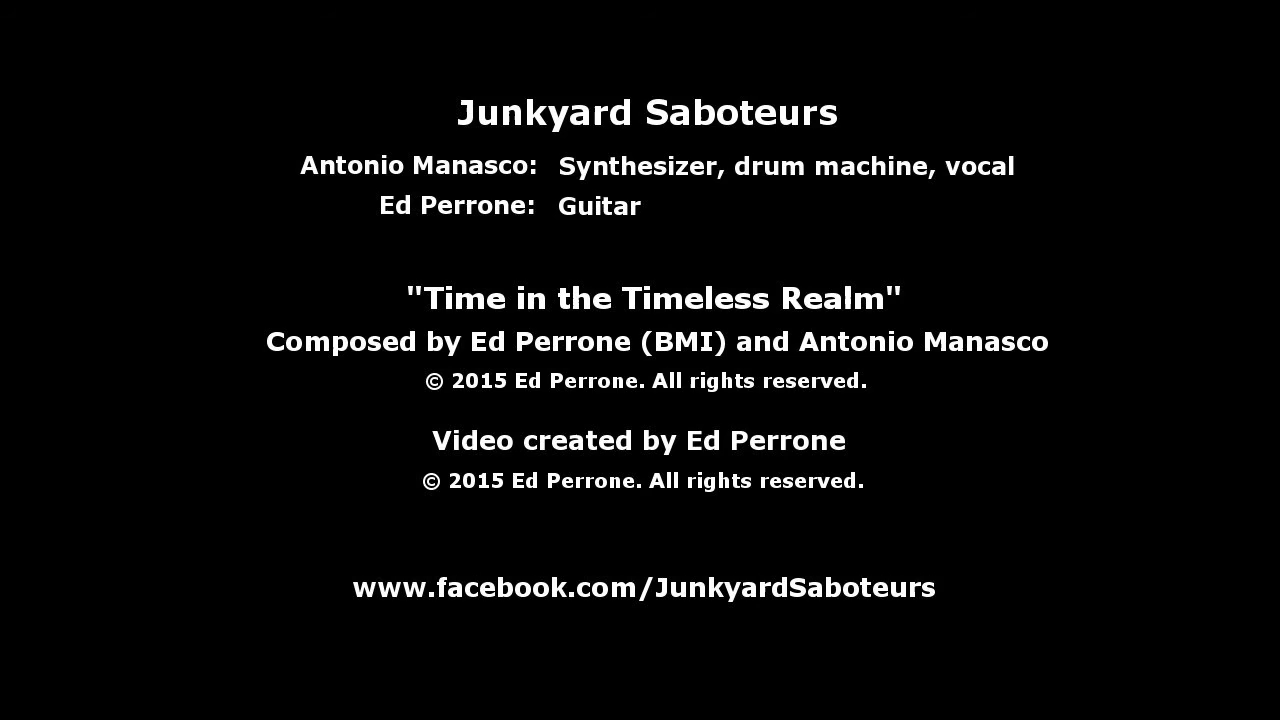 Junkyard Saboteurs
Antonio Manasco: Synthesizer, drum machine, vocal
Ed Perrone: Guitar
"Time in the Timeless Realm"
Composed by Ed Perrone (BMI) and Antonio Manasco
© 2015 Ed Perrone. All rights reserved.
Video created by Ed Perrone
© 2015 Ed Perrone. All rights reserved.
www.facebook.com/JunkyardSaboteurs